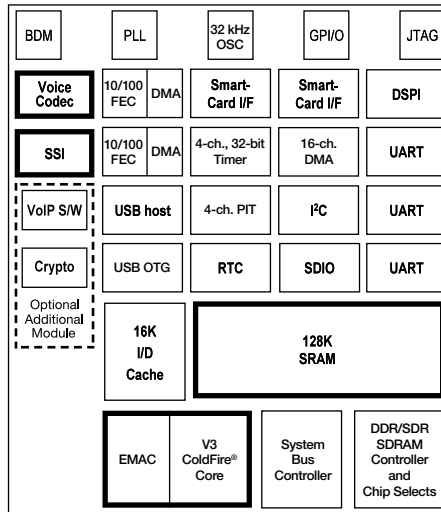 BDM
PLL
32 kHz
OSC
GPI/O
JTAG
Voice
Codec
10/100
FEC
DMA
Smart-
Card I/F
Smart-
Card I/F
DSPI
SSI
10/100
FEC
DMA
4-ch., 32-bit
Timer
16-ch.
DMA
UART
VoIP S/W
USB host
4-ch. PIT
I²C
UART
Crypto
USB OTG
RTC
SDIO
UART
Optional
Additional
Module
16K
I/D
Cache
128K
SRAM
EMAC
V3
ColdFire®
Core
System
Bus
Controller
DDR/SDR
SDRAM
Controller
and
Chip Selects